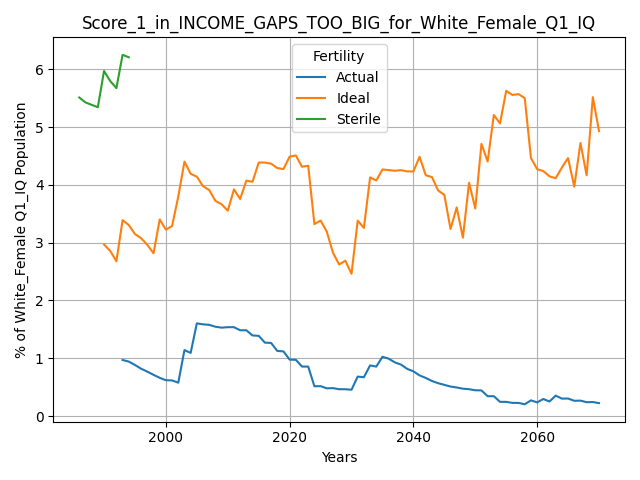 Score_1_in_INCOME_GAPS_TOO_BIG_for_White_Female_Q1_IQ
Fertility
Actual
Ideal
Sterile
% of White_Female Q1_IQ Population
6
5
4
3
2
1
0
2000
2020
2040
2060
Years